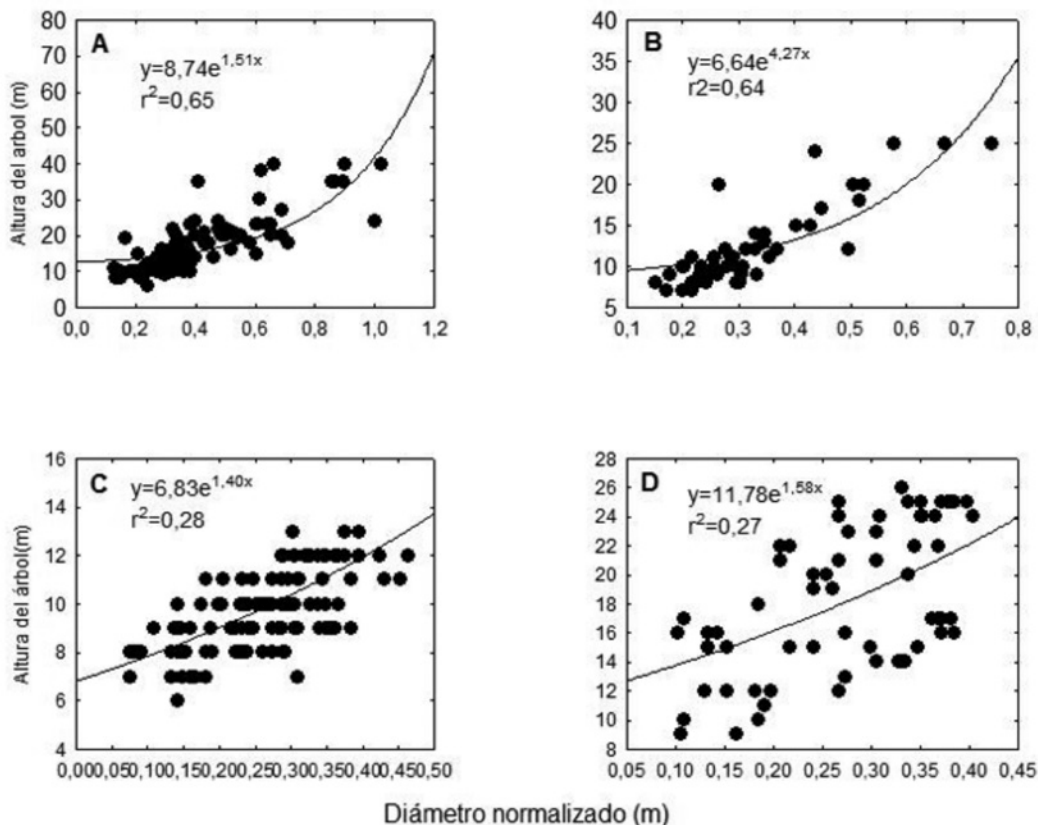 A
y=8,74e^1,51x
r^2=0,65
Altura del arbol (m)
80
70
60
50
40
30
20
10
0
0,0 0,2 0,4 0,6 0,8 1,0 1,2
B
y=6,64e^4,27x
r2=0,64
40
35
30
25
20
15
10
5
0,1 0,2 0,3 0,4 0,5 0,6 0,7 0,8
C
y=6,83e^1,40x
r^2=0,28
Altura del árbol(m)
16
14
12
10
8
6
4
0,000,050,100,150,200,250,300,350,400,450,50
D
y=11,78e^1,58x
r^2=0,27
28
26
24
22
20
18
16
14
12
10
8
0,05 0,10 0,15 0,20 0,25 0,30 0,35 0,40 0,45
Diámetro normalizado (m)